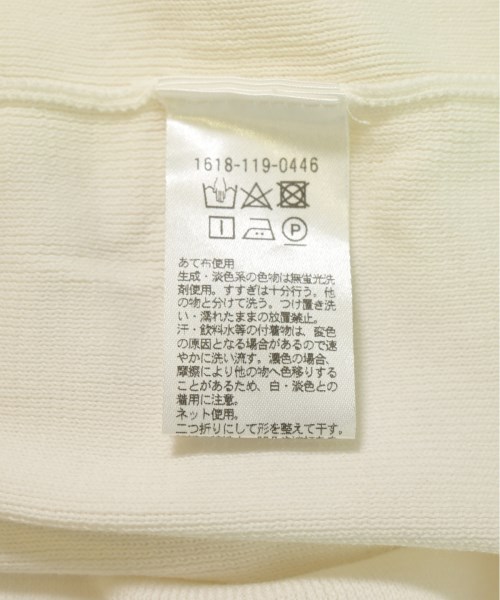 1618-119-0446
P
あて布使用
生成・淡色系の色物は無蛍光洗
剤使用。すすぎは十分行う。他
の物と分けて洗う。つけ置き洗
い・濡れたままの放置禁止。
汗・飲料水等の付着物は、変色
の原因となる場合があるので速
やかに洗い流す。濃色の場合、
摩擦により他の物へ色移りする
ことがあるため、白・淡色との
着用に注意。
ネット使用。
二つ折りにして形を整えて干す。